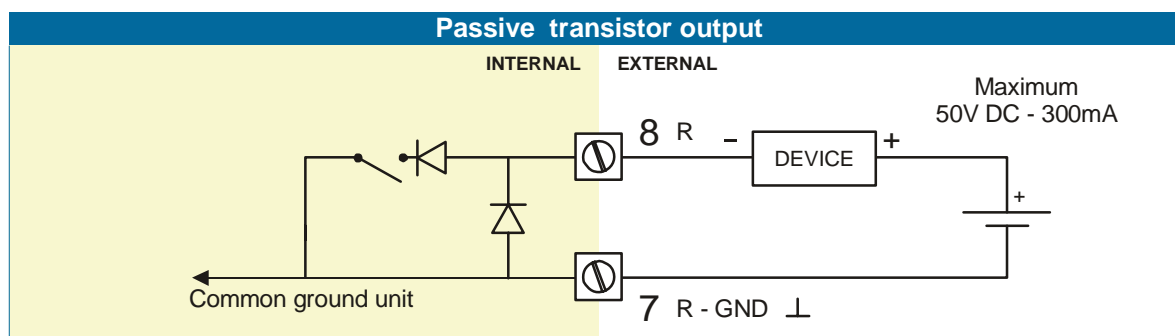 Passive transistor output
INTERNAL EXTERNAL
Maximum
50V DC - 300mA
8 R - DEVICE +
+
Common ground unit
7 R - GND ⊥